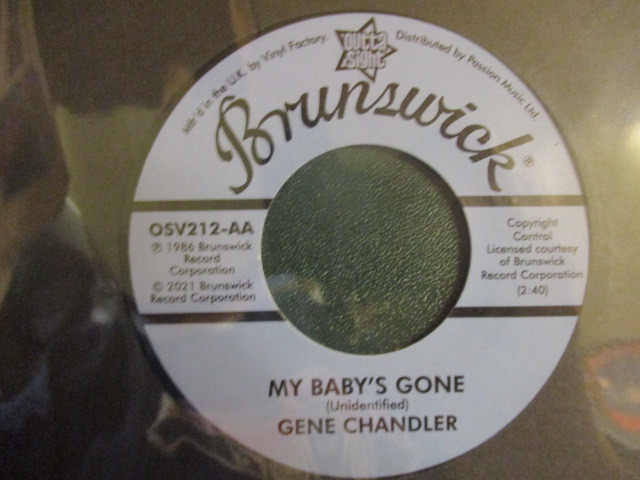 Mfr'd in the U.K. by Vinyl Factory.
outta
sight
Distributed by Passion Music Ltd.
Brunswick®
OSV212-AA
℗ 1986 Brunswick
Record
Corporation
© 2021 Brunswick
Record Corporation
Copyright
Control
Licensed courtesy
of Brunswick
Record Corporation
(2:40)
MY BABY'S GONE
(Unidentified)
GENE CHANDLER